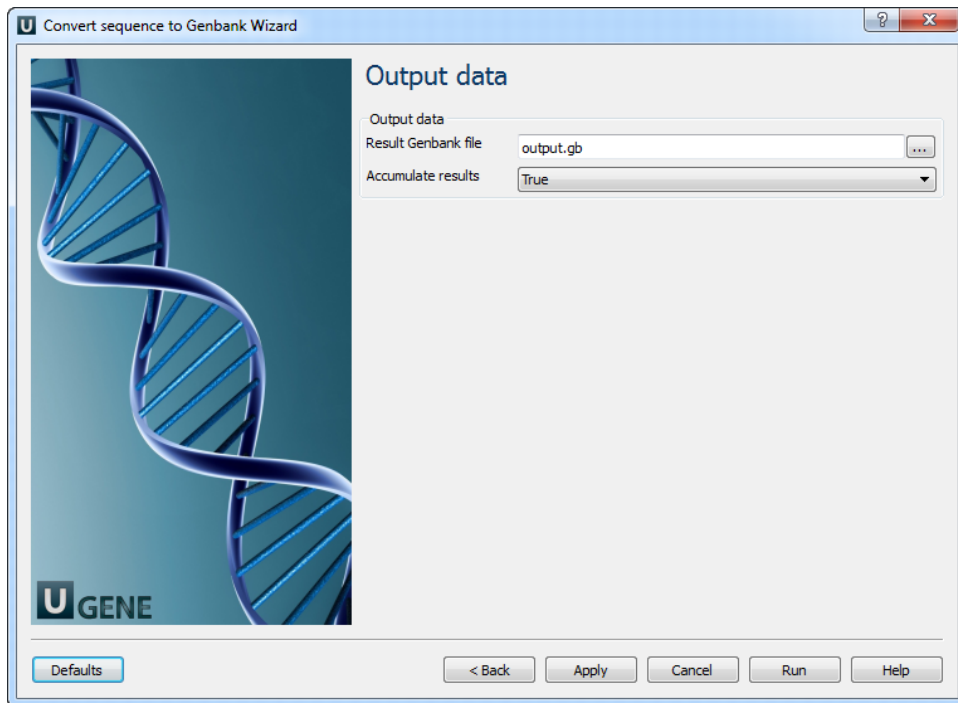 U Convert sequence to Genbank Wizard
?
X
Output data
Output data
Result Genbank file output.gb ...
Accumulate results True
U GENE
Defaults < Back Apply Cancel Run Help